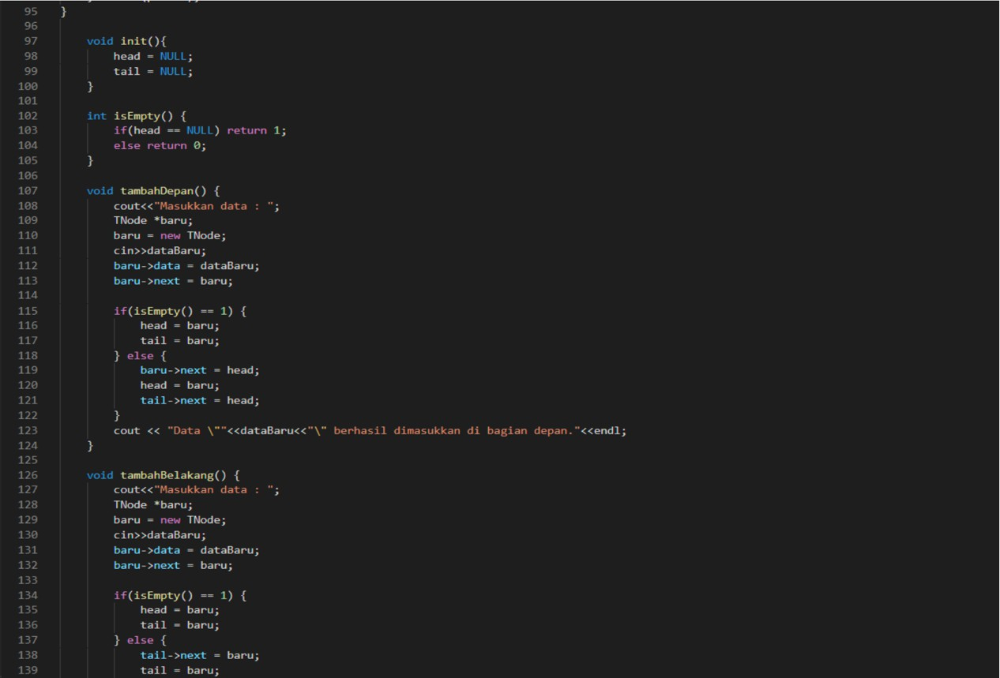 95 }
96
97 void init(){
98 head = NULL;
99 tail = NULL;
100 }
101
102 int isEmpty() {
103 if(head == NULL) return 1;
104 else return 0;
105 }
106
107 void tambahDepan() {
108 cout<<"Masukkan data : ";
109 TNode *baru;
110 baru = new TNode;
111 cin>>dataBaru;
112 baru->data = dataBaru;
113 baru->next = baru;
114
115 if(isEmpty() == 1) {
116 head = baru;
117 tail = baru;
118 } else {
119 baru->next = head;
120 head = baru;
121 tail->next = head;
122 }
123 cout << "Data \""<<dataBaru<<"\" berhasil dimasukkan di bagian depan."<<endl;
124 }
125
126 void tambahBelakang() {
127 cout<<"Masukkan data : ";
128 TNode *baru;
129 baru = new TNode;
130 cin>>dataBaru;
131 baru->data = dataBaru;
132 baru->next = baru;
133
134 if(isEmpty() == 1) {
135 head = baru;
136 tail = baru;
137 } else {
138 tail->next = baru;
139 tail = baru;